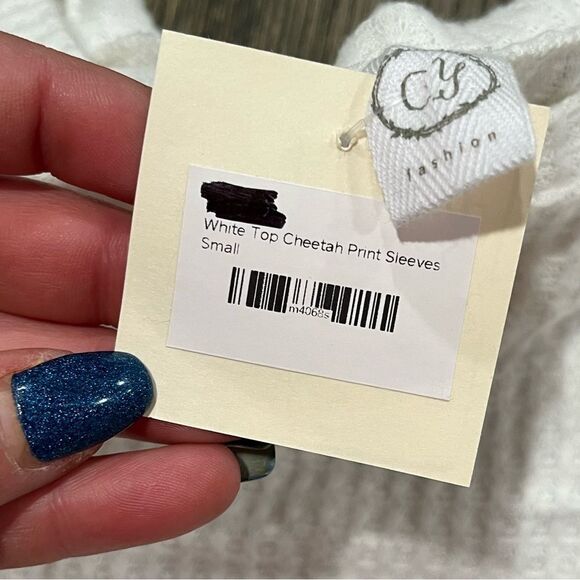 CY
fashion
White Top Cheetah Print Sleeves
Small
m4068s